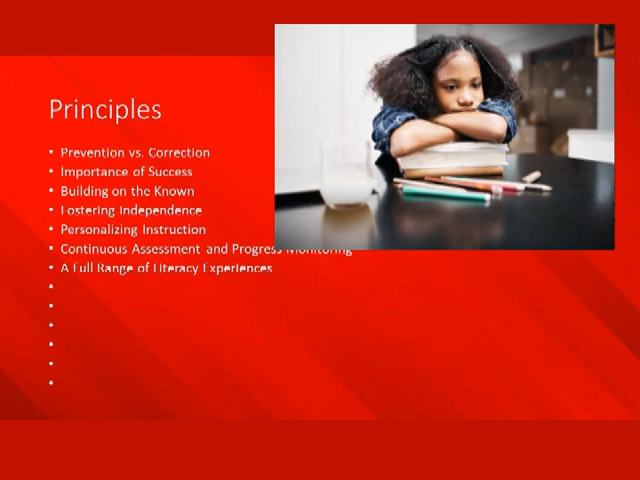 Principles
• Prevention vs. Correction
• Importance of Success
• Building on the Known
• Fostering Independence
• Personalizing Instruction
• Continuous Assessment and Progress Monitoring
• A Full Range of Literacy Experiences